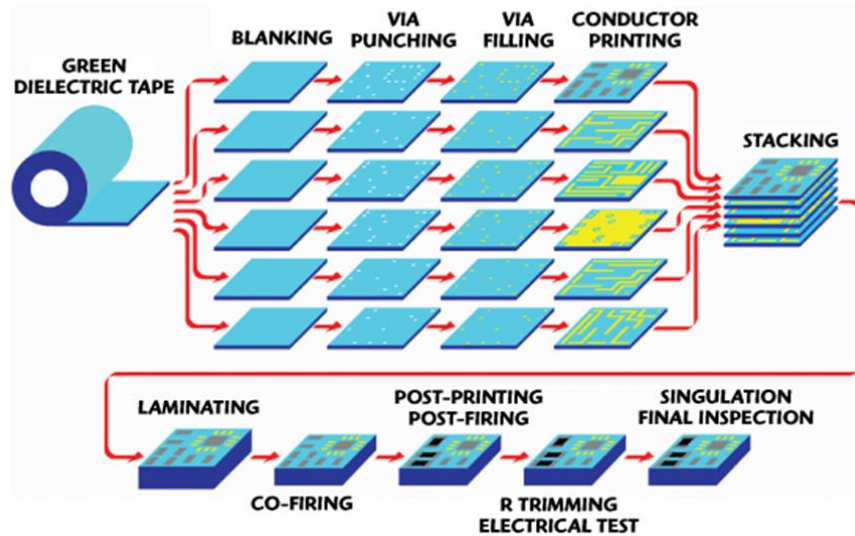 GREEN
DIELECTRIC TAPE
BLANKING
VIA
PUNCHING
VIA
FILLING
CONDUCTOR
PRINTING
STACKING
LAMINATING
CO-FIRING
POST-PRINTING
POST-FIRING
R TRIMMING
ELECTRICAL TEST
SINGULATION
FINAL INSPECTION